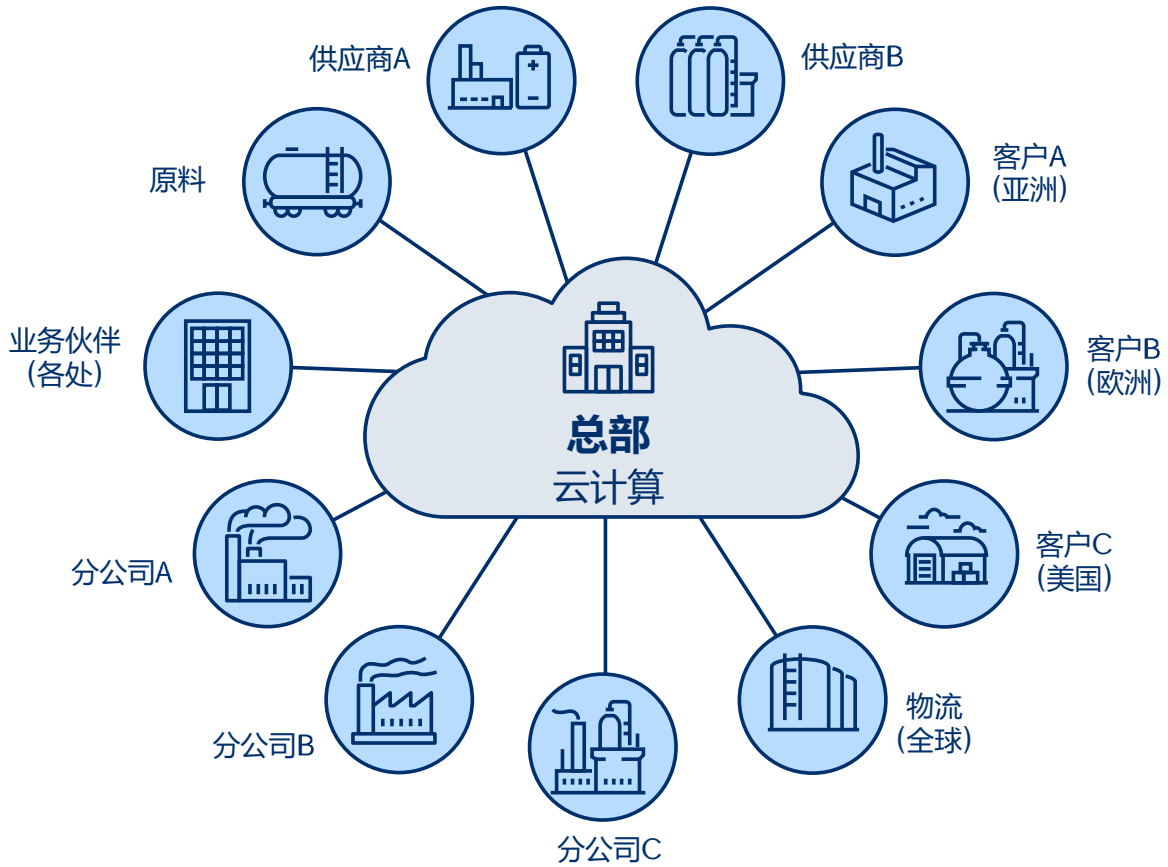 供应商A
供应商B
原料
客户A
(亚洲)
业务伙伴
(各处)
客户B
(欧洲)
总部
云计算
分公司A
客户C
(美国)
分公司B
物流
(全球)
分公司C